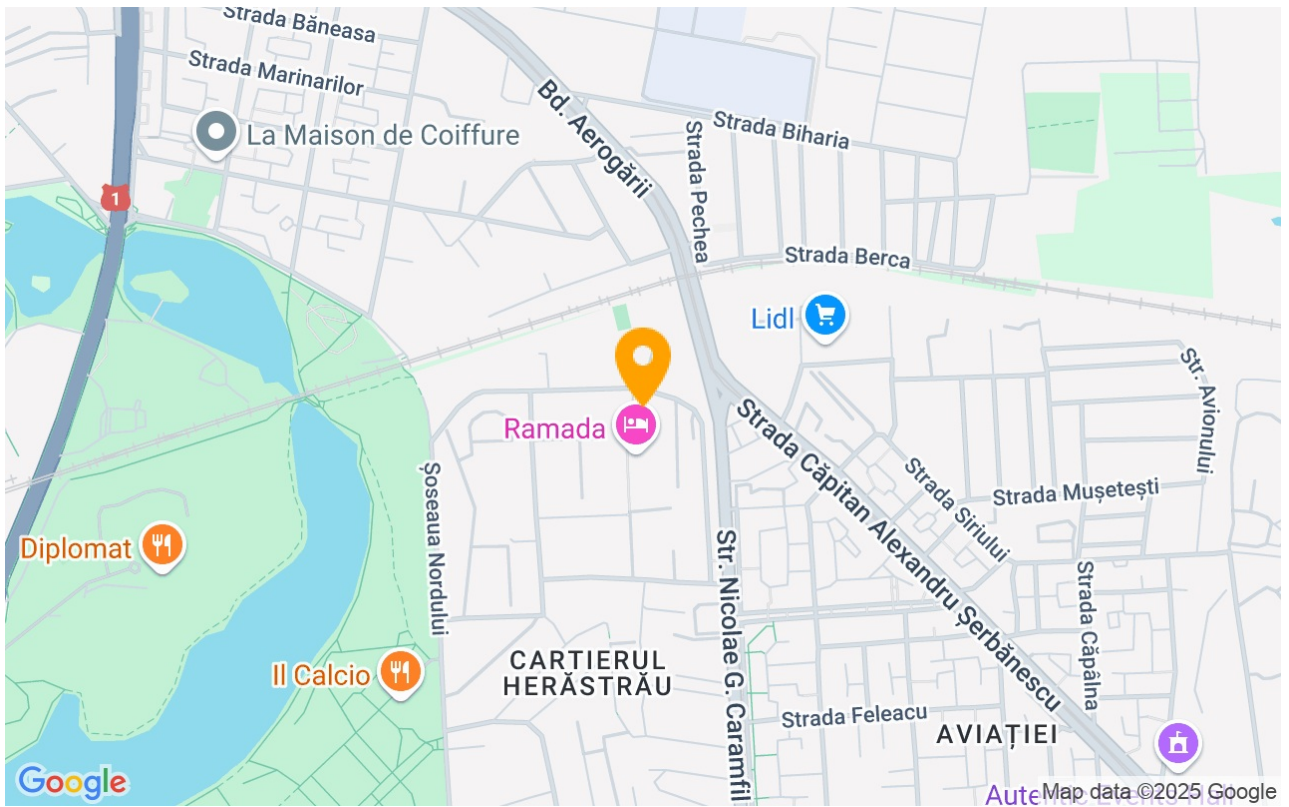 Strada Băneasa
Strada Marinarilor
La Maison de Coiffure
Bd. Aerogării
Strada Pechea
Strada Biharia
1
Strada Berca
Lidl
Ramada
Str. Avionului
Strada Căpitan Alexandru Șerbănescu
Strada Siriului
Strada Mușetești
Șoseaua Nordului
Diplomat
Str. Nicolae G. Caramfil
Strada Căpâlna
Il Calcio
CARTIERUL
HERĂSTRĂU
Strada Feleacu
AVIAȚIEI
Google
Map data ©2025 Google